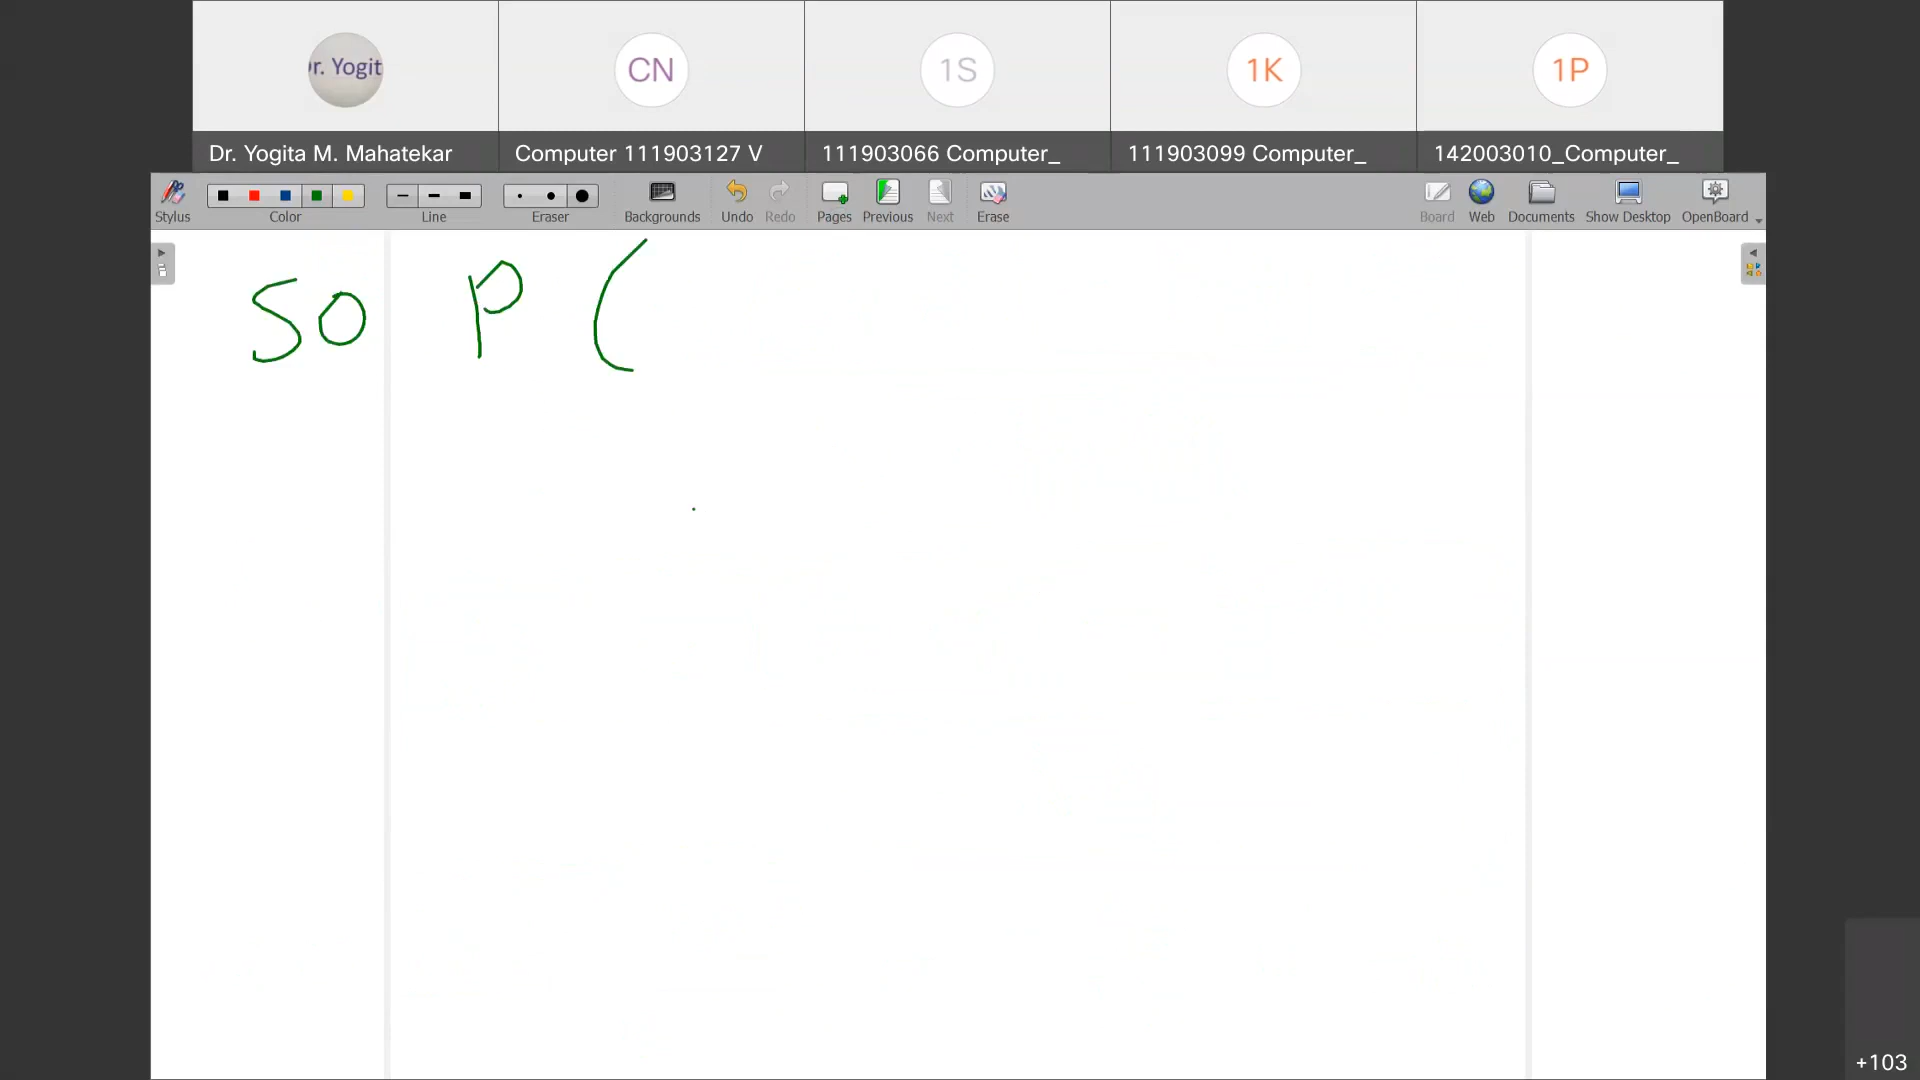 r. Yogit CN 1S 1K 1P
Dr. Yogita M. Mahatekar Computer 111903127 V 111903066 Computer_ 111903099 Computer_ 142003010_Computer_
Stylus Color Line Eraser Backgrounds Undo Redo Pages Previous Next Erase Board Web Documents Show Desktop OpenBoard
So P (
+103